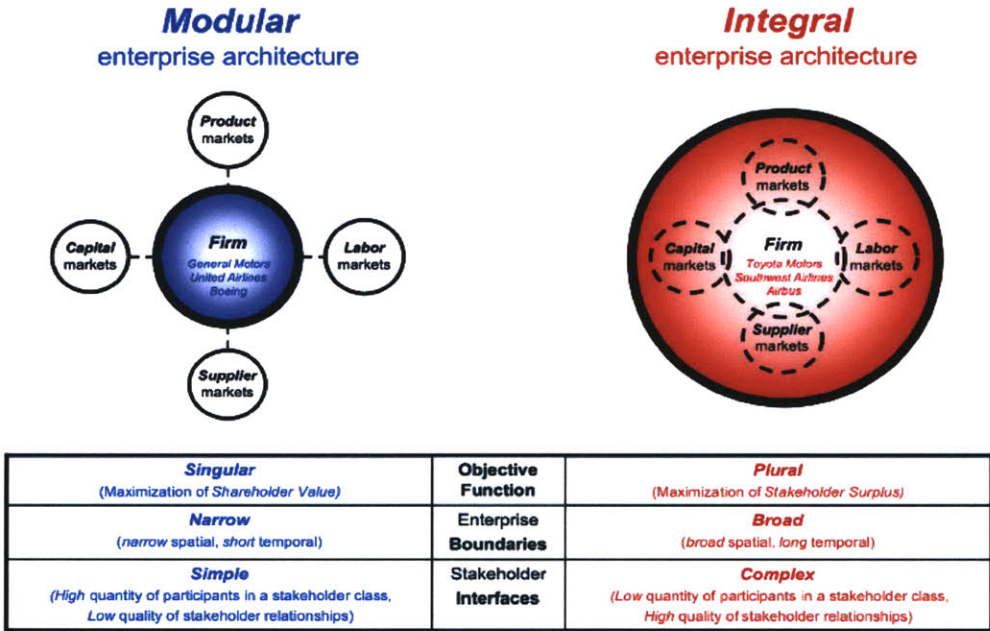 Modular
enterprise architecture
Product
markets
Capital
markets
Firm
General Motors
United Airlines
Boeing
Labor
markets
Supplier
markets
Integral
enterprise architecture
Product
markets
Capital
markets
Firm
Toyota Motors
Southwest Airlines
Airbus
Labor
markets
Supplier
markets
Singular
(Maximization of Shareholder Value)
Objective
Function
Plural
(Maximization of Stakeholder Surplus)
Narrow
(narrow spatial, short temporal)
Enterprise
Boundaries
Broad
(broad spatial, long temporal)
Simple
(High quantity of participants in a stakeholder class,
Low quality of stakeholder relationships)
Stakeholder
Interfaces
Complex
(Low quantity of participants in a stakeholder class,
High quality of stakeholder relationships)